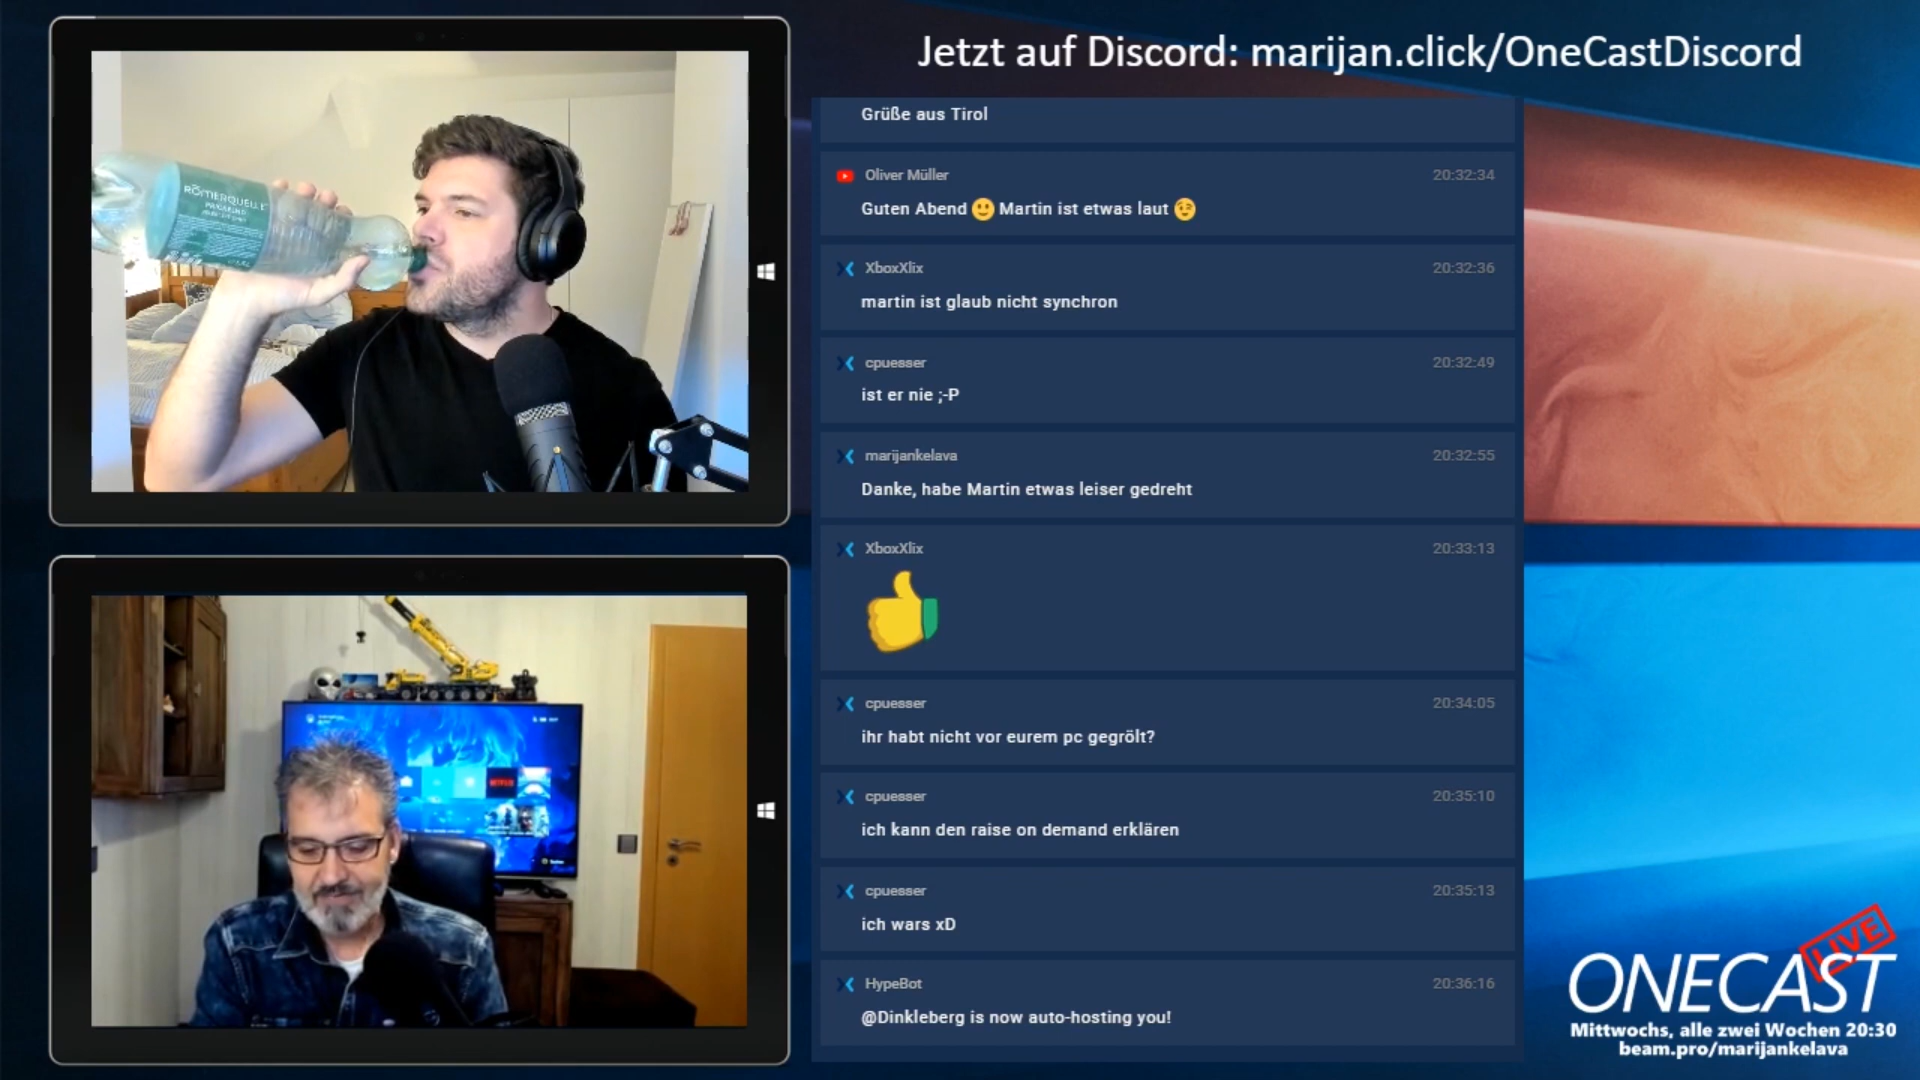 Jetzt auf Discord: marijan.click/OneCastDiscord
Grüße aus Tirol
Oliver Müller 20:32:34
Guten Abend 🙂 Martin ist etwas laut 😉
XboxXlix 20:32:36
martin ist glaub nicht synchron
cpuesser 20:32:49
ist er nie ;-P
marijankelava 20:32:55
Danke, habe Martin etwas leiser gedreht
XboxXlix 20:33:13
cpuesser 20:34:05
ihr habt nicht vor eurem pc gegrölt?
cpuesser 20:35:10
ich kann den raise on demand erklären
cpuesser 20:35:13
ich wars xD
HypeBot 20:36:16
@Dinkleberg is now auto-hosting you!
RÖMERQUELLE
NETFLIX
LIVE
ONECAST
Mittwochs, alle zwei Wochen 20:30
beam.pro/marijankelava